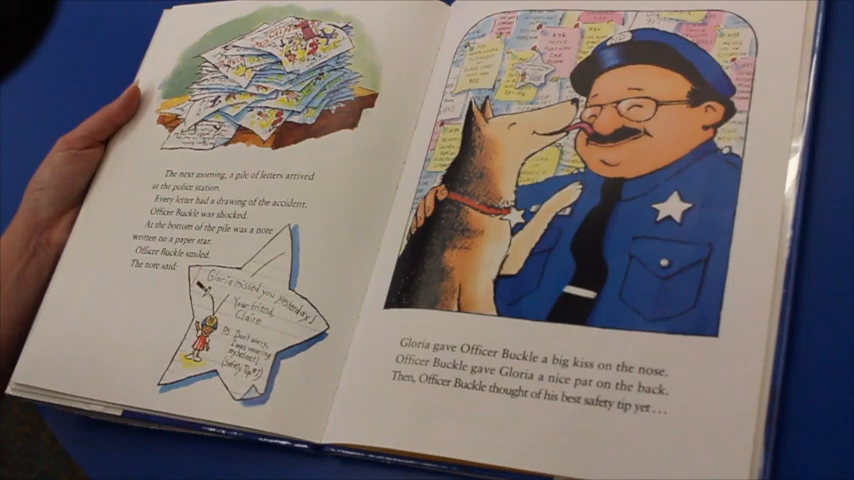 The next morning, a pile of letters arrived
at the police station.
Every letter had a drawing of the accident.
Officer Buckle was shocked.
At the bottom of the pile was a note
written on a paper star.
Officer Buckle smiled.
The note said:
Gloria missed you yesterday!
Your friend,
Claire
P.S. Don't worry,
I was wearing
my helmet!
(Safety Tip #7)
Gloria gave Officer Buckle a big kiss on the nose.
Officer Buckle gave Gloria a nice pat on the back.
Then, Officer Buckle thought of his best safety tip yet . . .